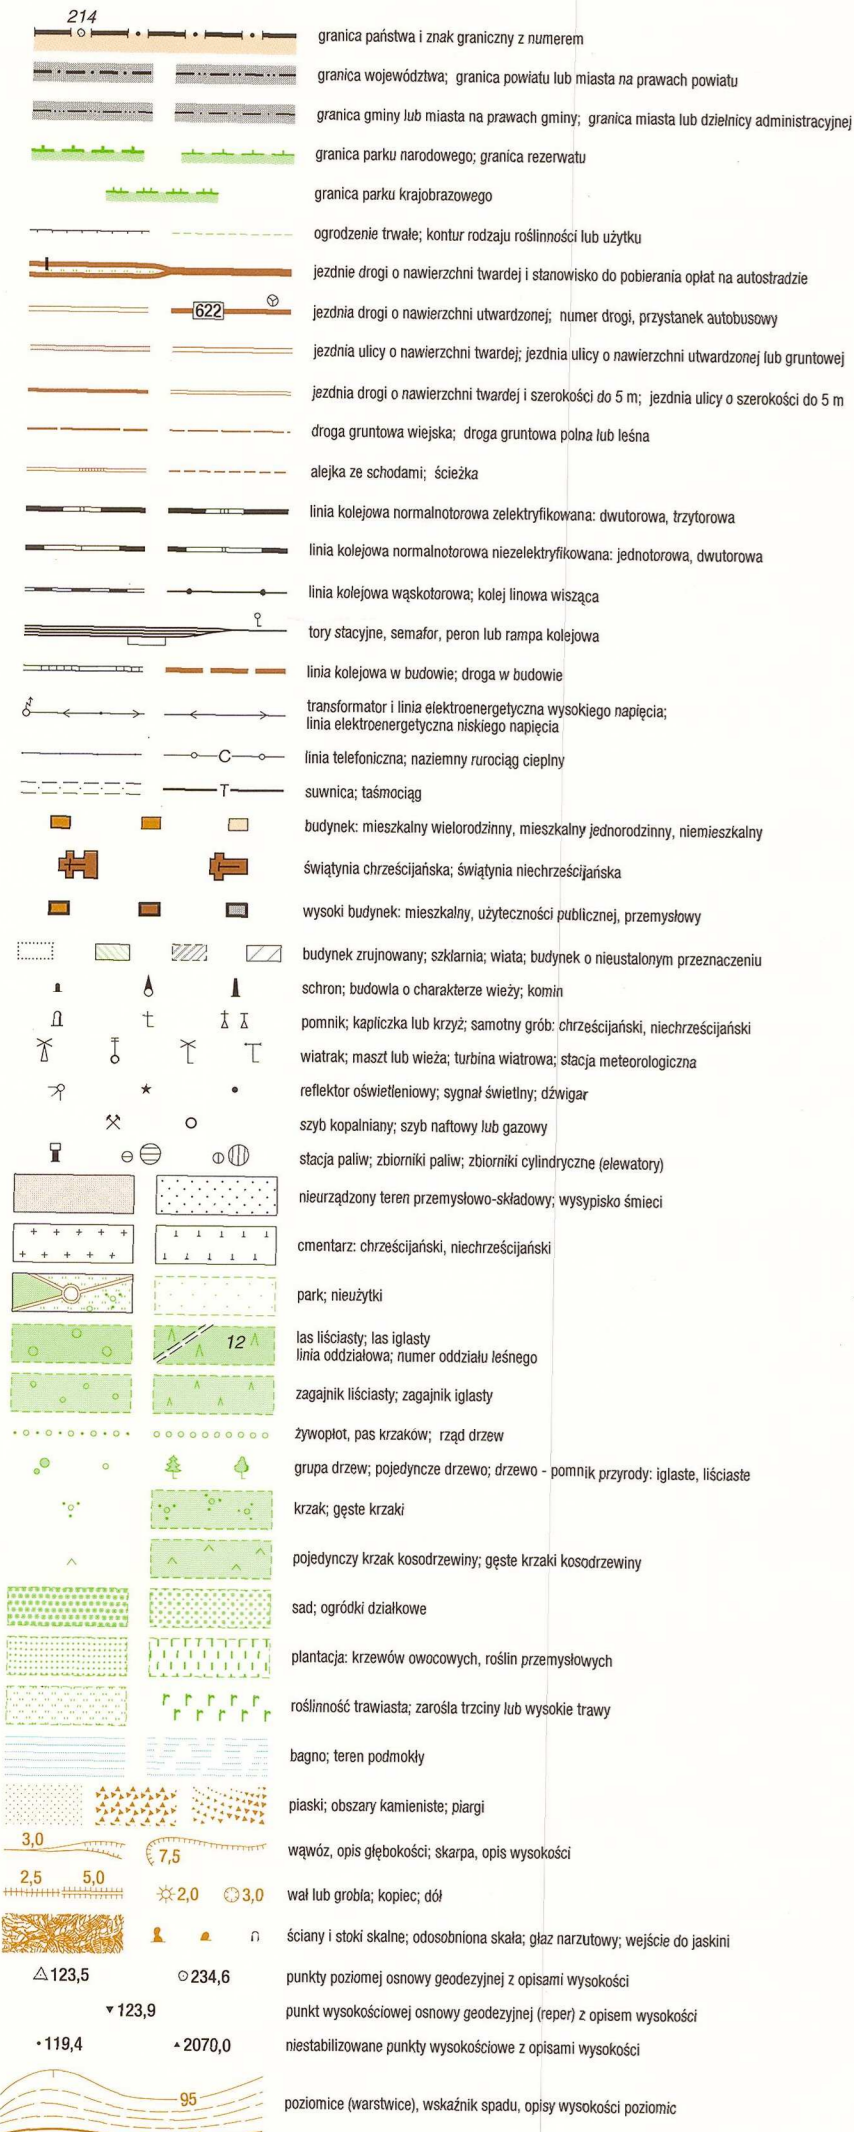 214
granica państwa i znak graniczny z numerem
granica województwa; granica powiatu lub miasta na prawach powiatu
granica gminy lub miasta na prawach gminy; granica miasta lub dzielnicy administracyjnej
granica parku narodowego; granica rezerwatu
granica parku krajobrazowego
ogrodzenie trwałe; kontur rodzaju roślinności lub użytku
jezdnie drogi o nawierzchni twardej i stanowisko do pobierania opłat na autostradzie
622 jezdnia drogi o nawierzchni utwardzonej; numer drogi, przystanek autobusowy
jezdnia ulicy o nawierzchni twardej; jezdnia ulicy o nawierzchni utwardzonej lub gruntowej
jezdnia drogi o nawierzchni twardej i szerokości do 5 m; jezdnia ulicy o szerokości do 5 m
droga gruntowa wiejska; droga gruntowa polna lub leśna
alejka ze schodami; ścieżka
linia kolejowa normalnotorowa zelektryfikowana: dwutorowa, trzytorowa
linia kolejowa normalnotorowa niezelektryfikowana: jednotorowa, dwutorowa
linia kolejowa wąskotorowa; kolej linowa wisząca
tory stacyjne, semafor, peron lub rampa kolejowa
linia kolejowa w budowie; droga w budowie
transformator i linia elektroenergetyczna wysokiego napięcia;
linia elektroenergetyczna niskiego napięcia
C linia telefoniczna; naziemny rurociąg cieplny
T suwnica; taśmociąg
budynek: mieszkalny wielorodzinny, mieszkalny jednorodzinny, niemieszkalny
świątynia chrześcijańska; świątynia niechrześcijańska
wysoki budynek: mieszkalny, użyteczności publicznej, przemysłowy
budynek zrujnowany; szklarnia; wiata; budynek o nieustalonym przeznaczeniu
schron; budowla o charakterze wieży; komin
pomnik; kapliczka lub krzyż; samotny grób: chrześcijański, niechrześcijański
wiatrak; maszt lub wieża; turbina wiatrowa; stacja meteorologiczna
reflektor oświetleniowy; sygnał świetlny; dźwigar
szyb kopalniany; szyb naftowy lub gazowy
stacja paliw; zbiorniki paliw; zbiorniki cylindryczne (elewatory)
nieurządzony teren przemysłowo-składowy; wysypisko śmieci
cmentarz: chrześcijański, niechrześcijański
park; nieużytki
12 las liściasty; las iglasty
linia oddziałowa; numer oddziału leśnego
zagajnik liściasty; zagajnik iglasty
żywopłot, pas krzaków; rząd drzew
grupa drzew; pojedyncze drzewo; drzewo - pomnik przyrody: iglaste, liściaste
krzak; gęste krzaki
pojedynczy krzak kosodrzewiny; gęste krzaki kosodrzewiny
sad; ogródki działkowe
plantacja: krzewów owocowych, roślin przemysłowych
roślinność trawiasta; zarośla trzciny lub wysokie trawy
bagno; teren podmokły
piaski; obszary kamieniste; piargi
3,0 7,5 wąwóz, opis głębokości; skarpa, opis wysokości
2,5 5,0 2,0 3,0 wał lub grobla; kopiec; dół
ściany i stoki skalne; odosobniona skała; głaz narzutowy; wejście do jaskini
123,5 234,6 punkty poziomej osnowy geodezyjnej z opisami wysokości
123,9 punkt wysokościowej osnowy geodezyjnej (reper) z opisem wysokości
119,4 2070,0 niestabilizowane punkty wysokościowe z opisami wysokości
95 poziomice (warstwice), wskaźnik spadu, opisy wysokości poziomic